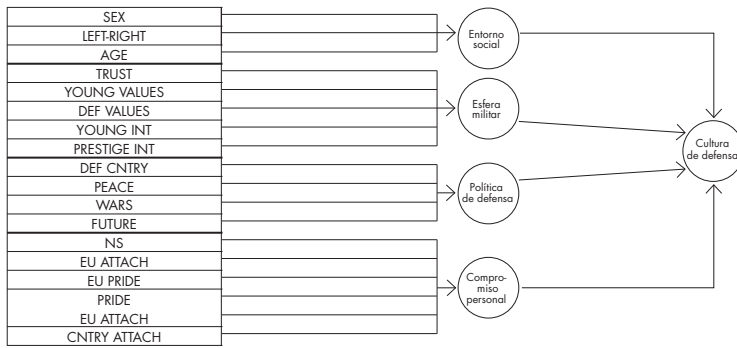 SEX
LEFT-RIGHT
AGE
TRUST
YOUNG VALUES
DEF VALUES
YOUNG INT
PRESTIGE INT
DEF CNTRY
PEACE
WARS
FUTURE
NS
EU ATTACH
EU PRIDE
PRIDE
EU ATTACH
CNTRY ATTACH
Entorno
social
Esfera
militar
Política
de defensa
Compro-
miso
personal
Cultura
de defensa